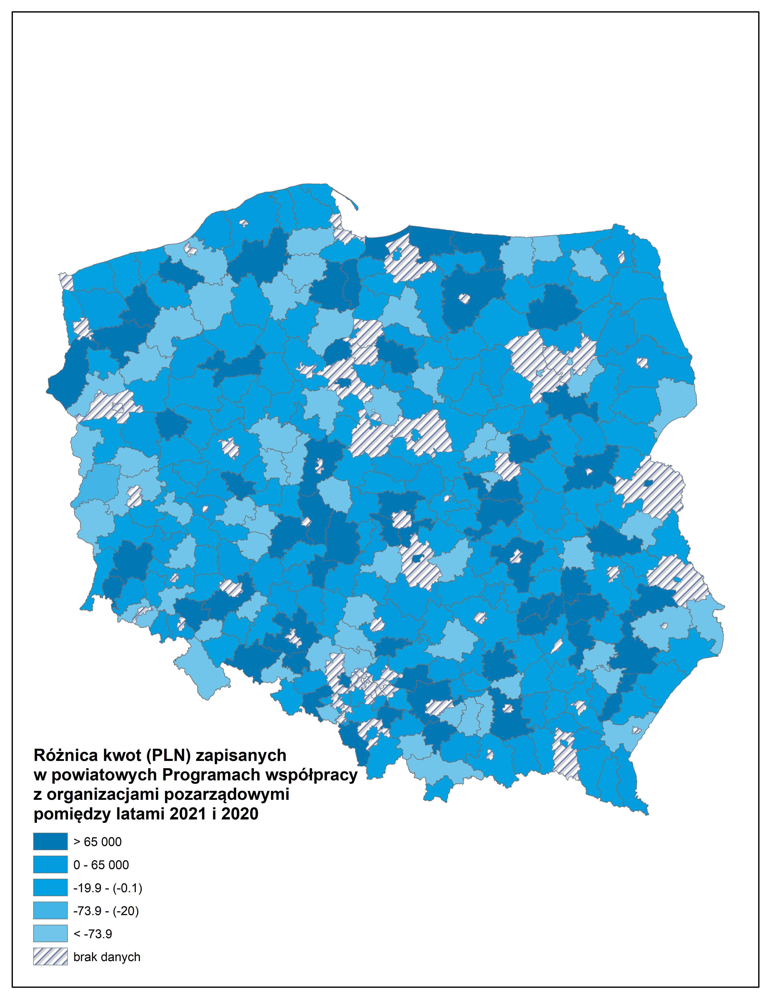 Różnica kwot (PLN) zapisanych
w powiatowych Programach współpracy
z organizacjami pozarządowymi
pomiędzy latami 2021 i 2020
> 65 000
0 - 65 000
-19.9 - (-0.1)
-73.9 - (-20)
< -73.9
brak danych